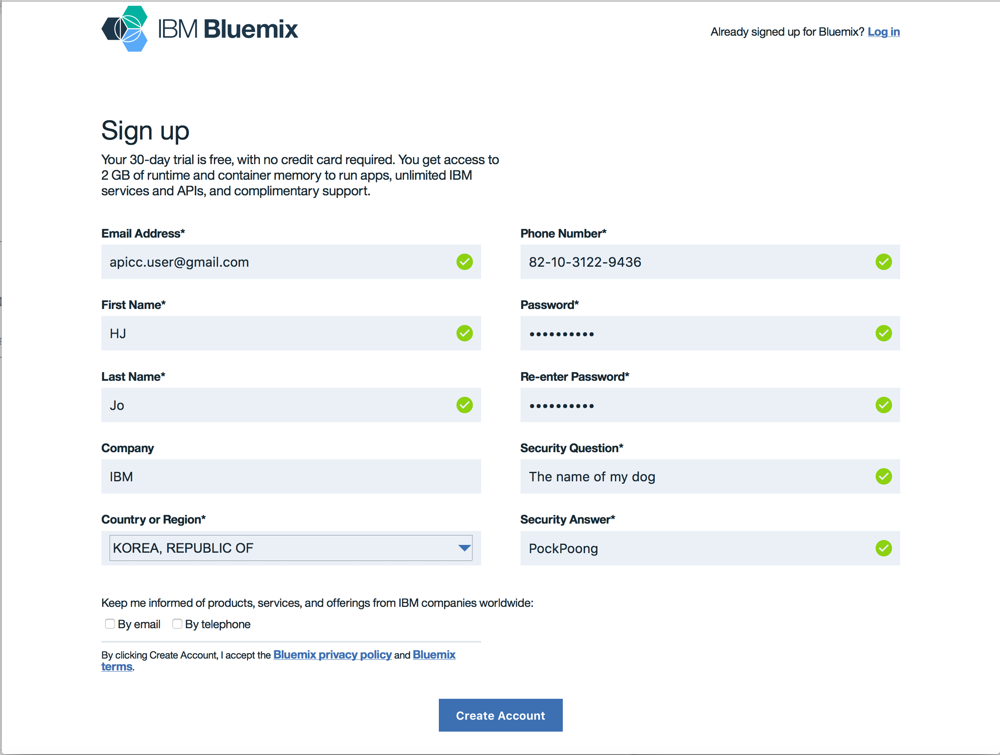 IBM Bluemix
Already signed up for Bluemix? Log in
Sign up
Your 30-day trial is free, with no credit card required. You get access to
2 GB of runtime and container memory to run apps, unlimited IBM
services and APIs, and complimentary support.
Email Address*
apicc.user@gmail.com
Phone Number*
82-10-3122-9436
First Name*
HJ
Password*
••••••••••
Last Name*
Jo
Re-enter Password*
••••••••••
Company
IBM
Security Question*
The name of my dog
Country or Region*
KOREA, REPUBLIC OF
Security Answer*
PockPoong
Keep me informed of products, services, and offerings from IBM companies worldwide:
By email By telephone
By clicking Create Account, I accept the Bluemix privacy policy and Bluemix
terms.
Create Account